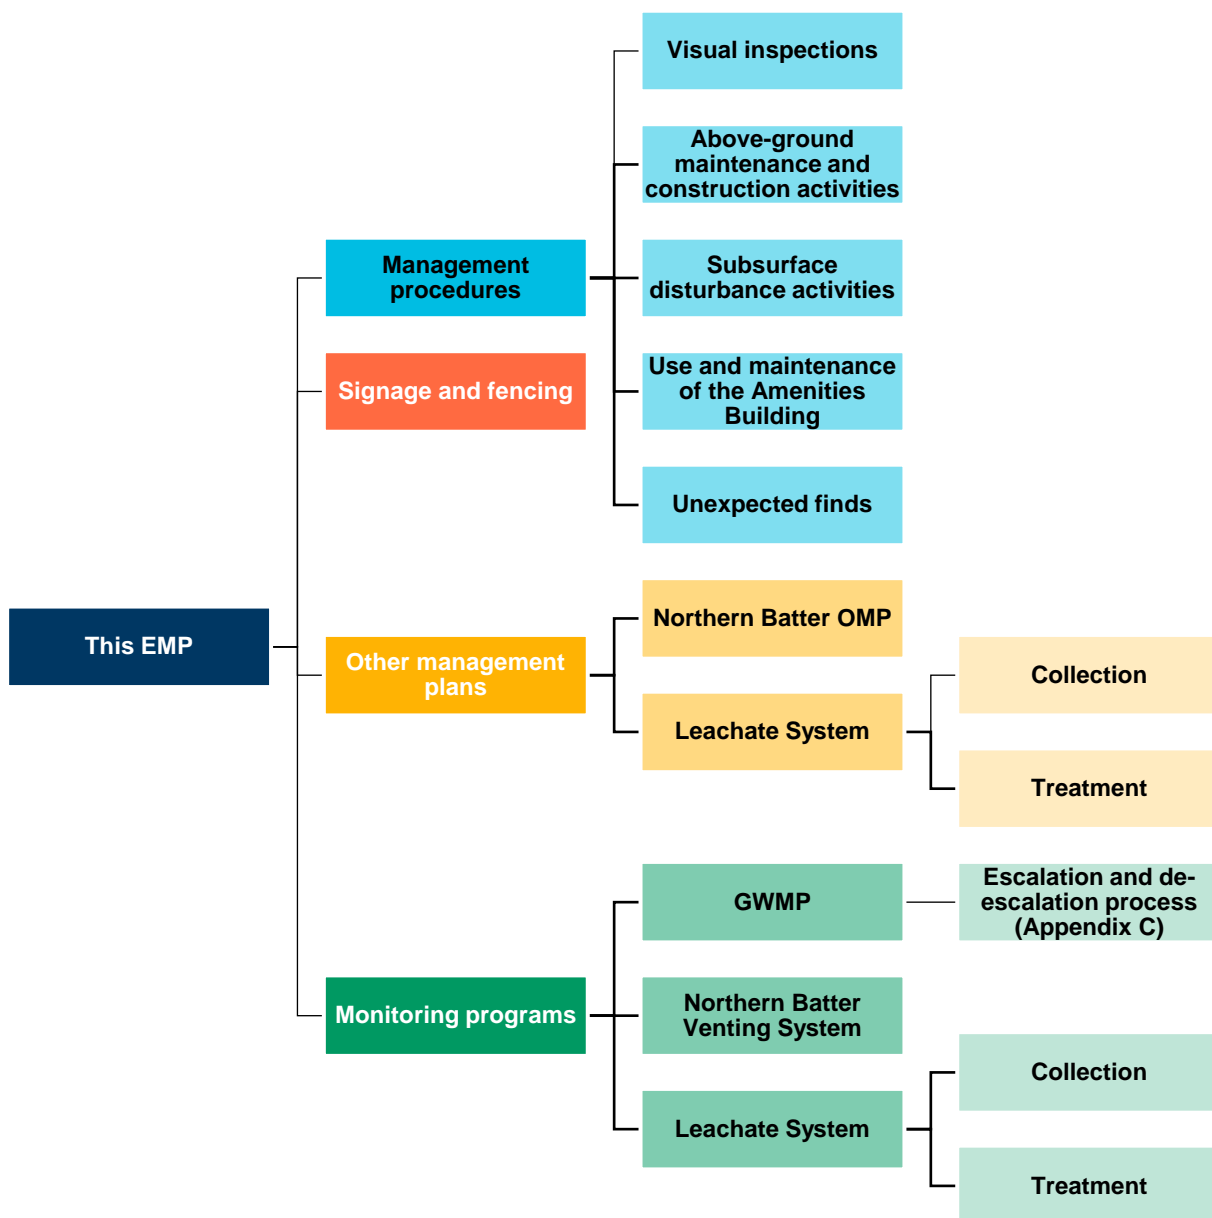 This EMP
Management
procedures
Visual inspections
Above-ground
maintenance and
construction activities
Subsurface
disturbance activities
Use and maintenance
of the Amenities
Building
Unexpected finds
Signage and fencing
Other management
plans
Northern Batter OMP
Leachate System
Collection
Treatment
Monitoring programs
GWMP
Escalation and de-
escalation process
(Appendix C)
Northern Batter
Venting System
Leachate System
Collection
Treatment